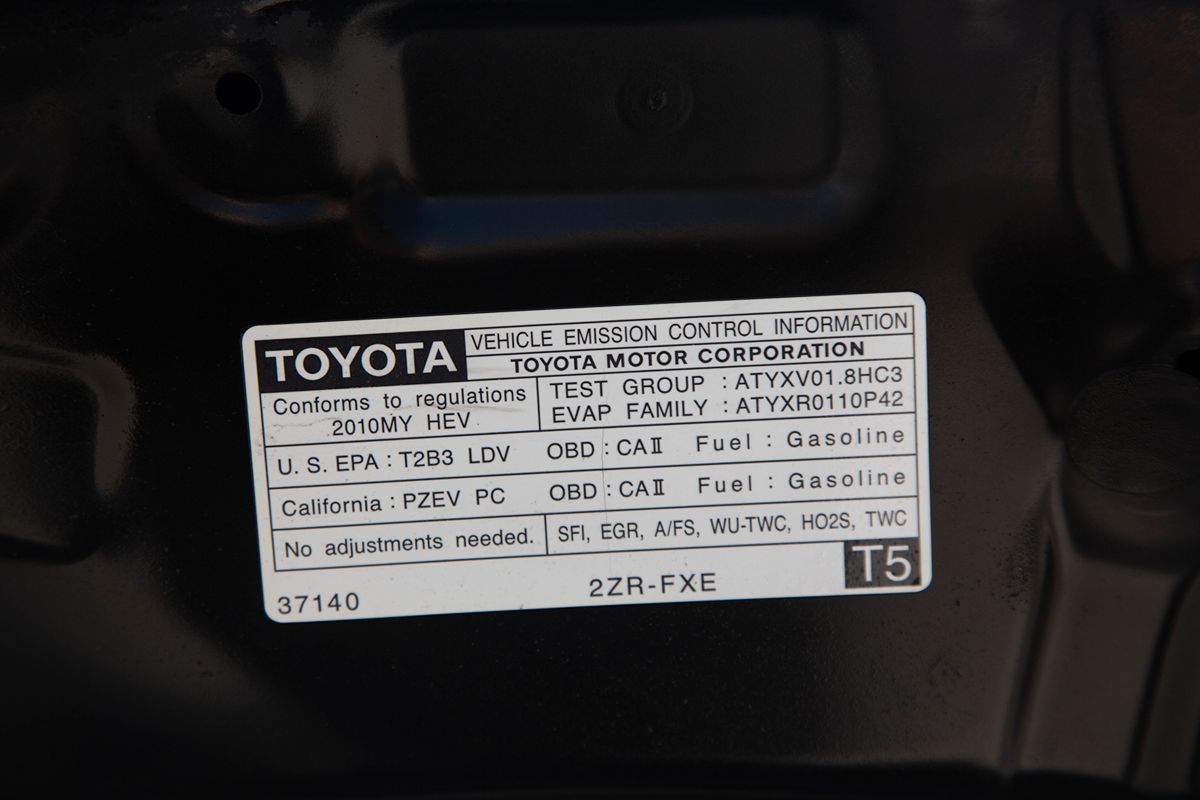 TOYOTA
VEHICLE EMISSION CONTROL INFORMATION
TOYOTA MOTOR CORPORATION
Conforms to regulations
2010MY HEV
TEST GROUP : ATYXV01.8HC3
EVAP FAMILY : ATYXR0110P42
U. S. EPA : T2B3 LDV OBD : CAⅡ Fuel : Gasoline
California : PZEV PC OBD : CAⅡ Fuel : Gasoline
No adjustments needed.
SFI, EGR, A/FS, WU-TWC, HO2S, TWC
37140
2ZR-FXE
T5